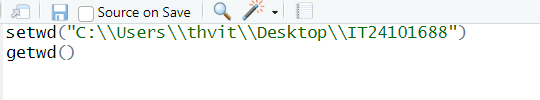 Source on Save
setwd("C:\\Users\\thvit\\Desktop\\IT24101688")
getwd()